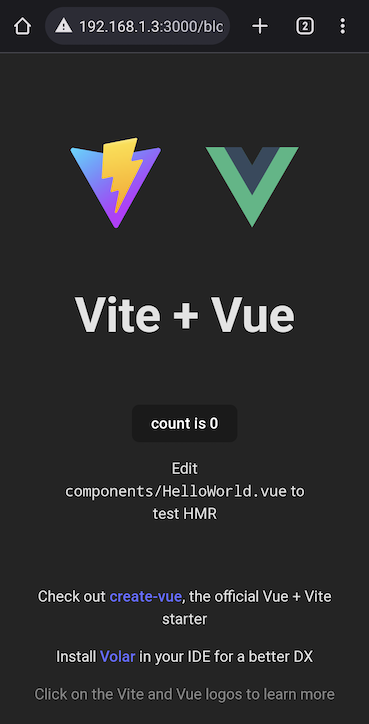 192.168.1.3:3000/blc
2
Vite + Vue
count is 0
Edit
components/HelloWorld.vue to
test HMR
Check out create-vue, the official Vue + Vite
starter
Install Volar in your IDE for a better DX
Click on the Vite and Vue logos to learn more